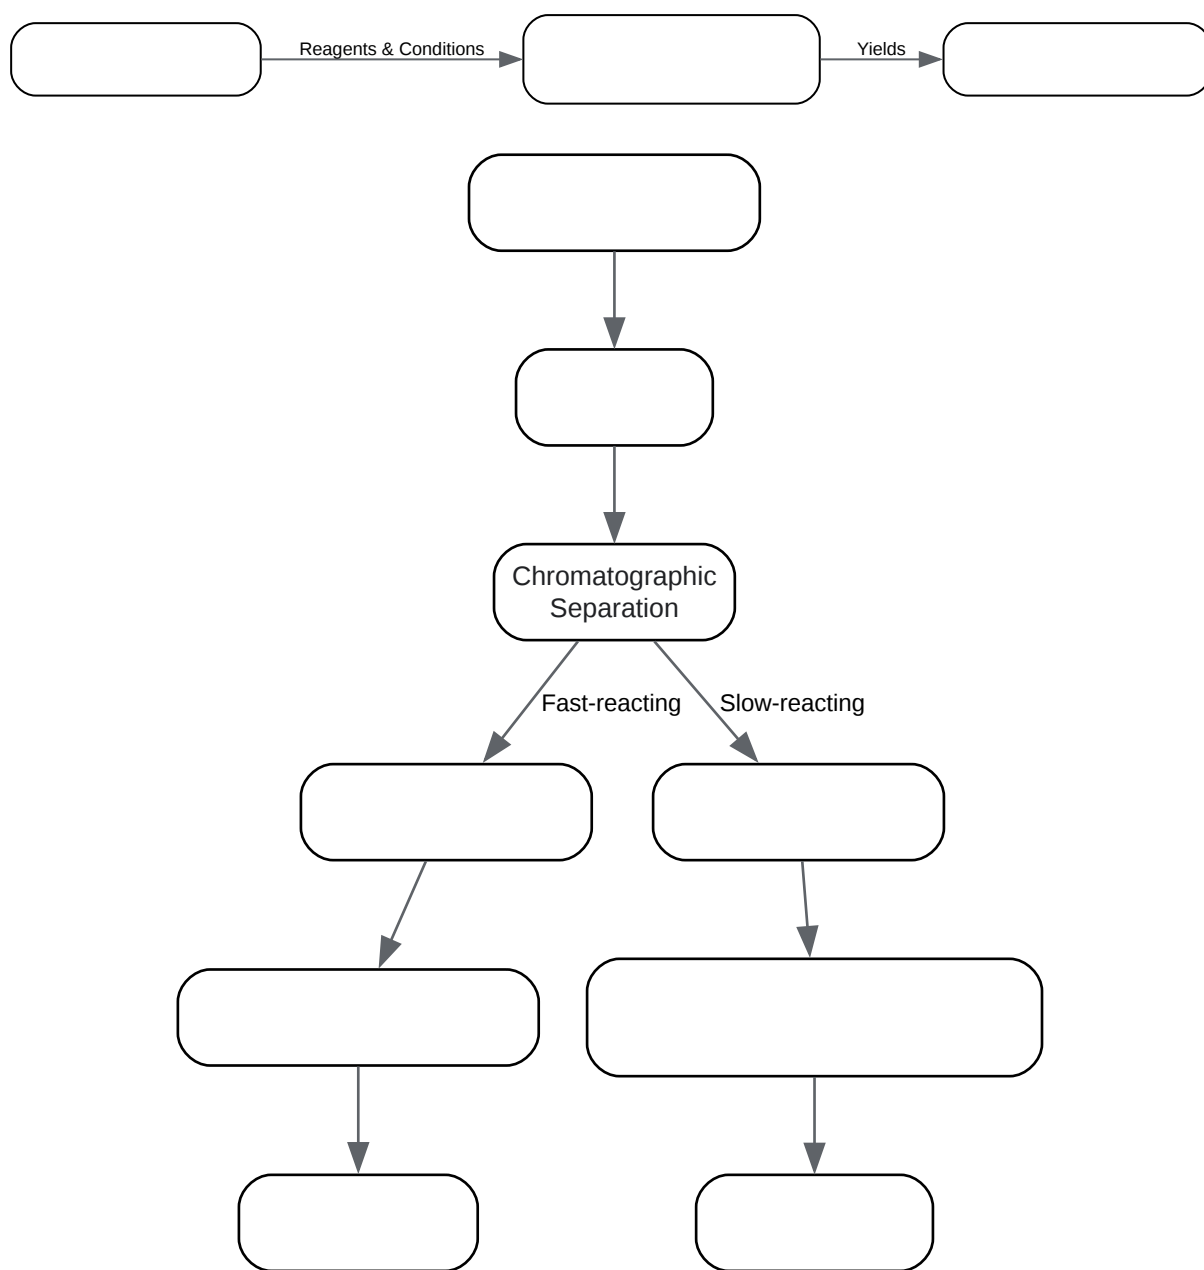 Reagents & Conditions
Yields
Chromatographic
Separation
Fast-reacting
Slow-reacting